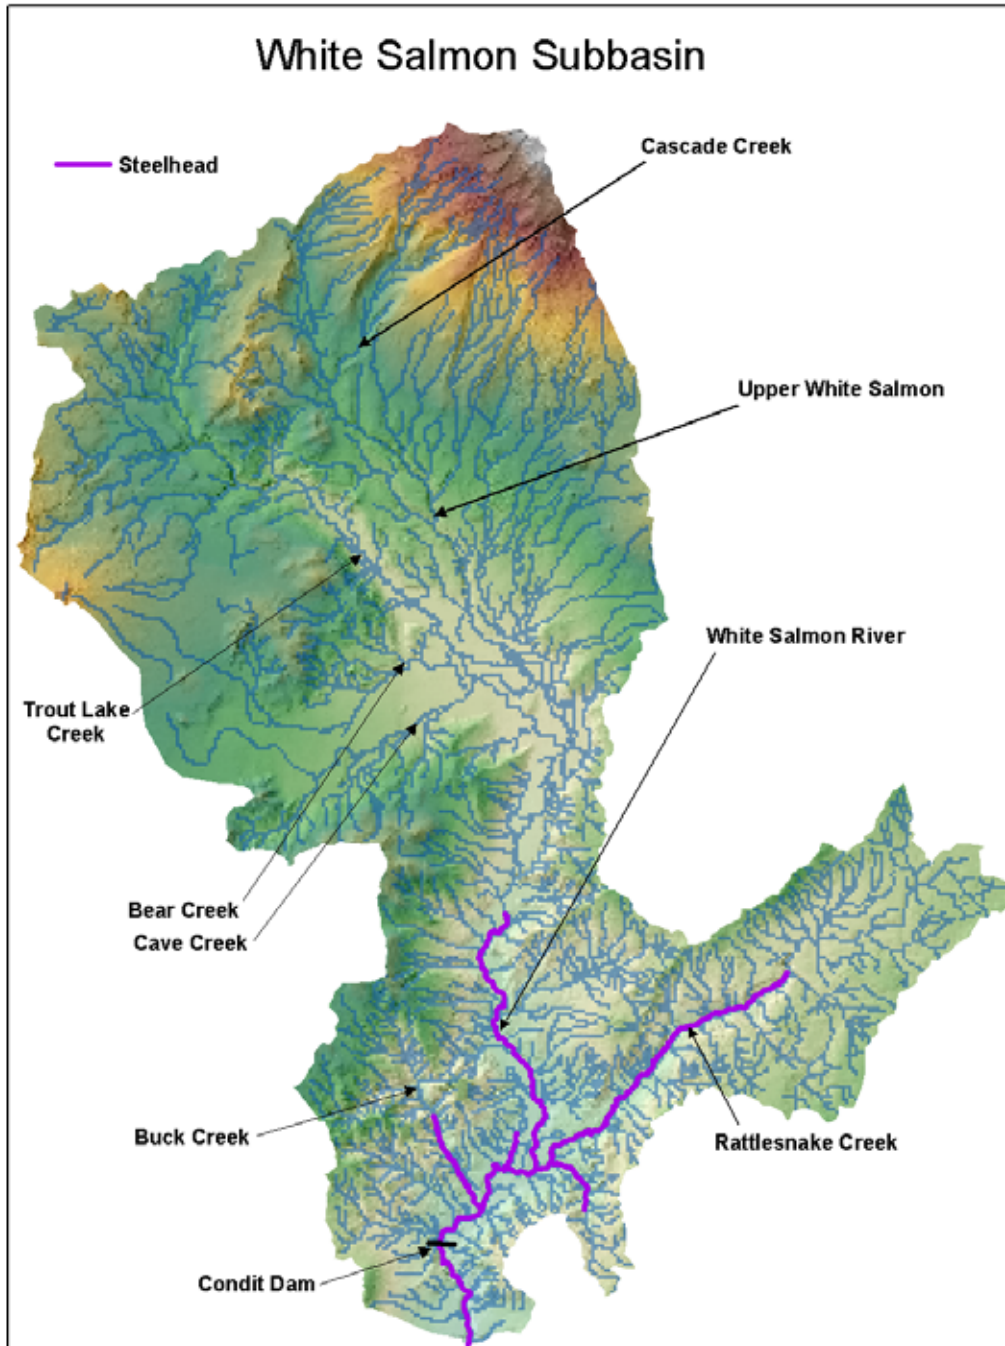 White Salmon Subbasin
Steelhead
Cascade Creek
Upper White Salmon
White Salmon River
Trout Lake
Creek
Bear Creek
Cave Creek
Buck Creek
Rattlesnake Creek
Condit Dam